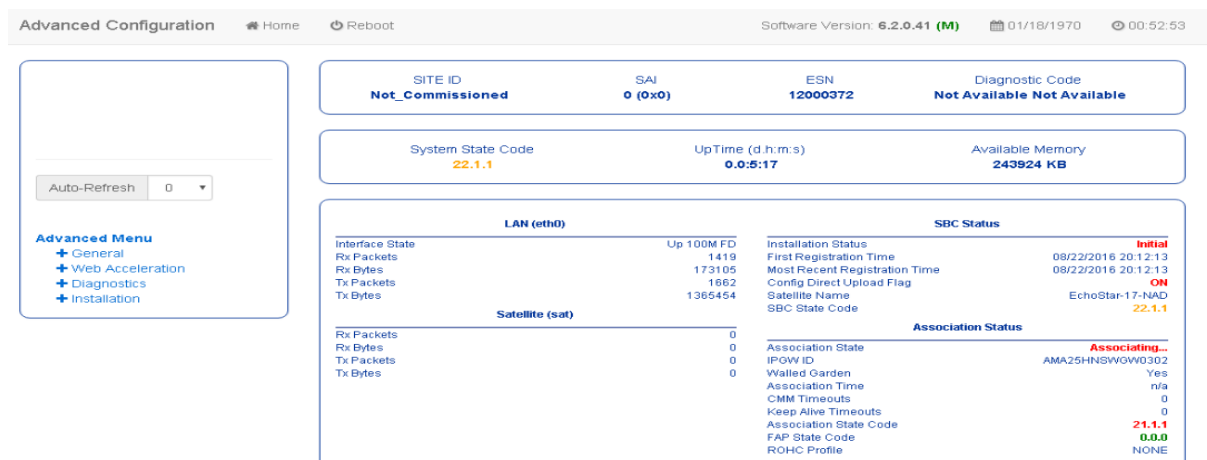 Advanced Configuration Home Reboot Software Version: 6.2.0.41 (M) 01/18/1970 00:52:53
SITE ID SAI ESN Diagnostic Code
Not_Commissioned 0 (0x0) 12000372 Not Available Not Available
System State Code UpTime (d.h:m:s) Available Memory
22.1.1 0.0:5:17 243924 KB
Auto-Refresh 0
Advanced Menu
General
Web Acceleration
Diagnostics
Installation
LAN (eth0)
Interface State Up 100M FD
Rx Packets 1419
Rx Bytes 173105
Tx Packets 1662
Tx Bytes 1365454
Satellite (sat)
Rx Packets 0
Rx Bytes 0
Tx Packets 0
Tx Bytes 0
SBC Status
Installation Status Initial
First Registration Time 08/22/2016 20:12:13
Most Recent Registration Time 08/22/2016 20:12:13
Config Direct Upload Flag ON
Satellite Name EchoStar-17-NAD
SBC State Code 22.1.1
Association Status
Association State Associating...
IPGW ID AMA25HNSWGW0302
Walled Garden Yes
Association Time n/a
CMM Timeouts 0
Keep Alive Timeouts 0
Association State Code 21.1.1
FAP State Code 0.0.0
ROHC Profile NONE